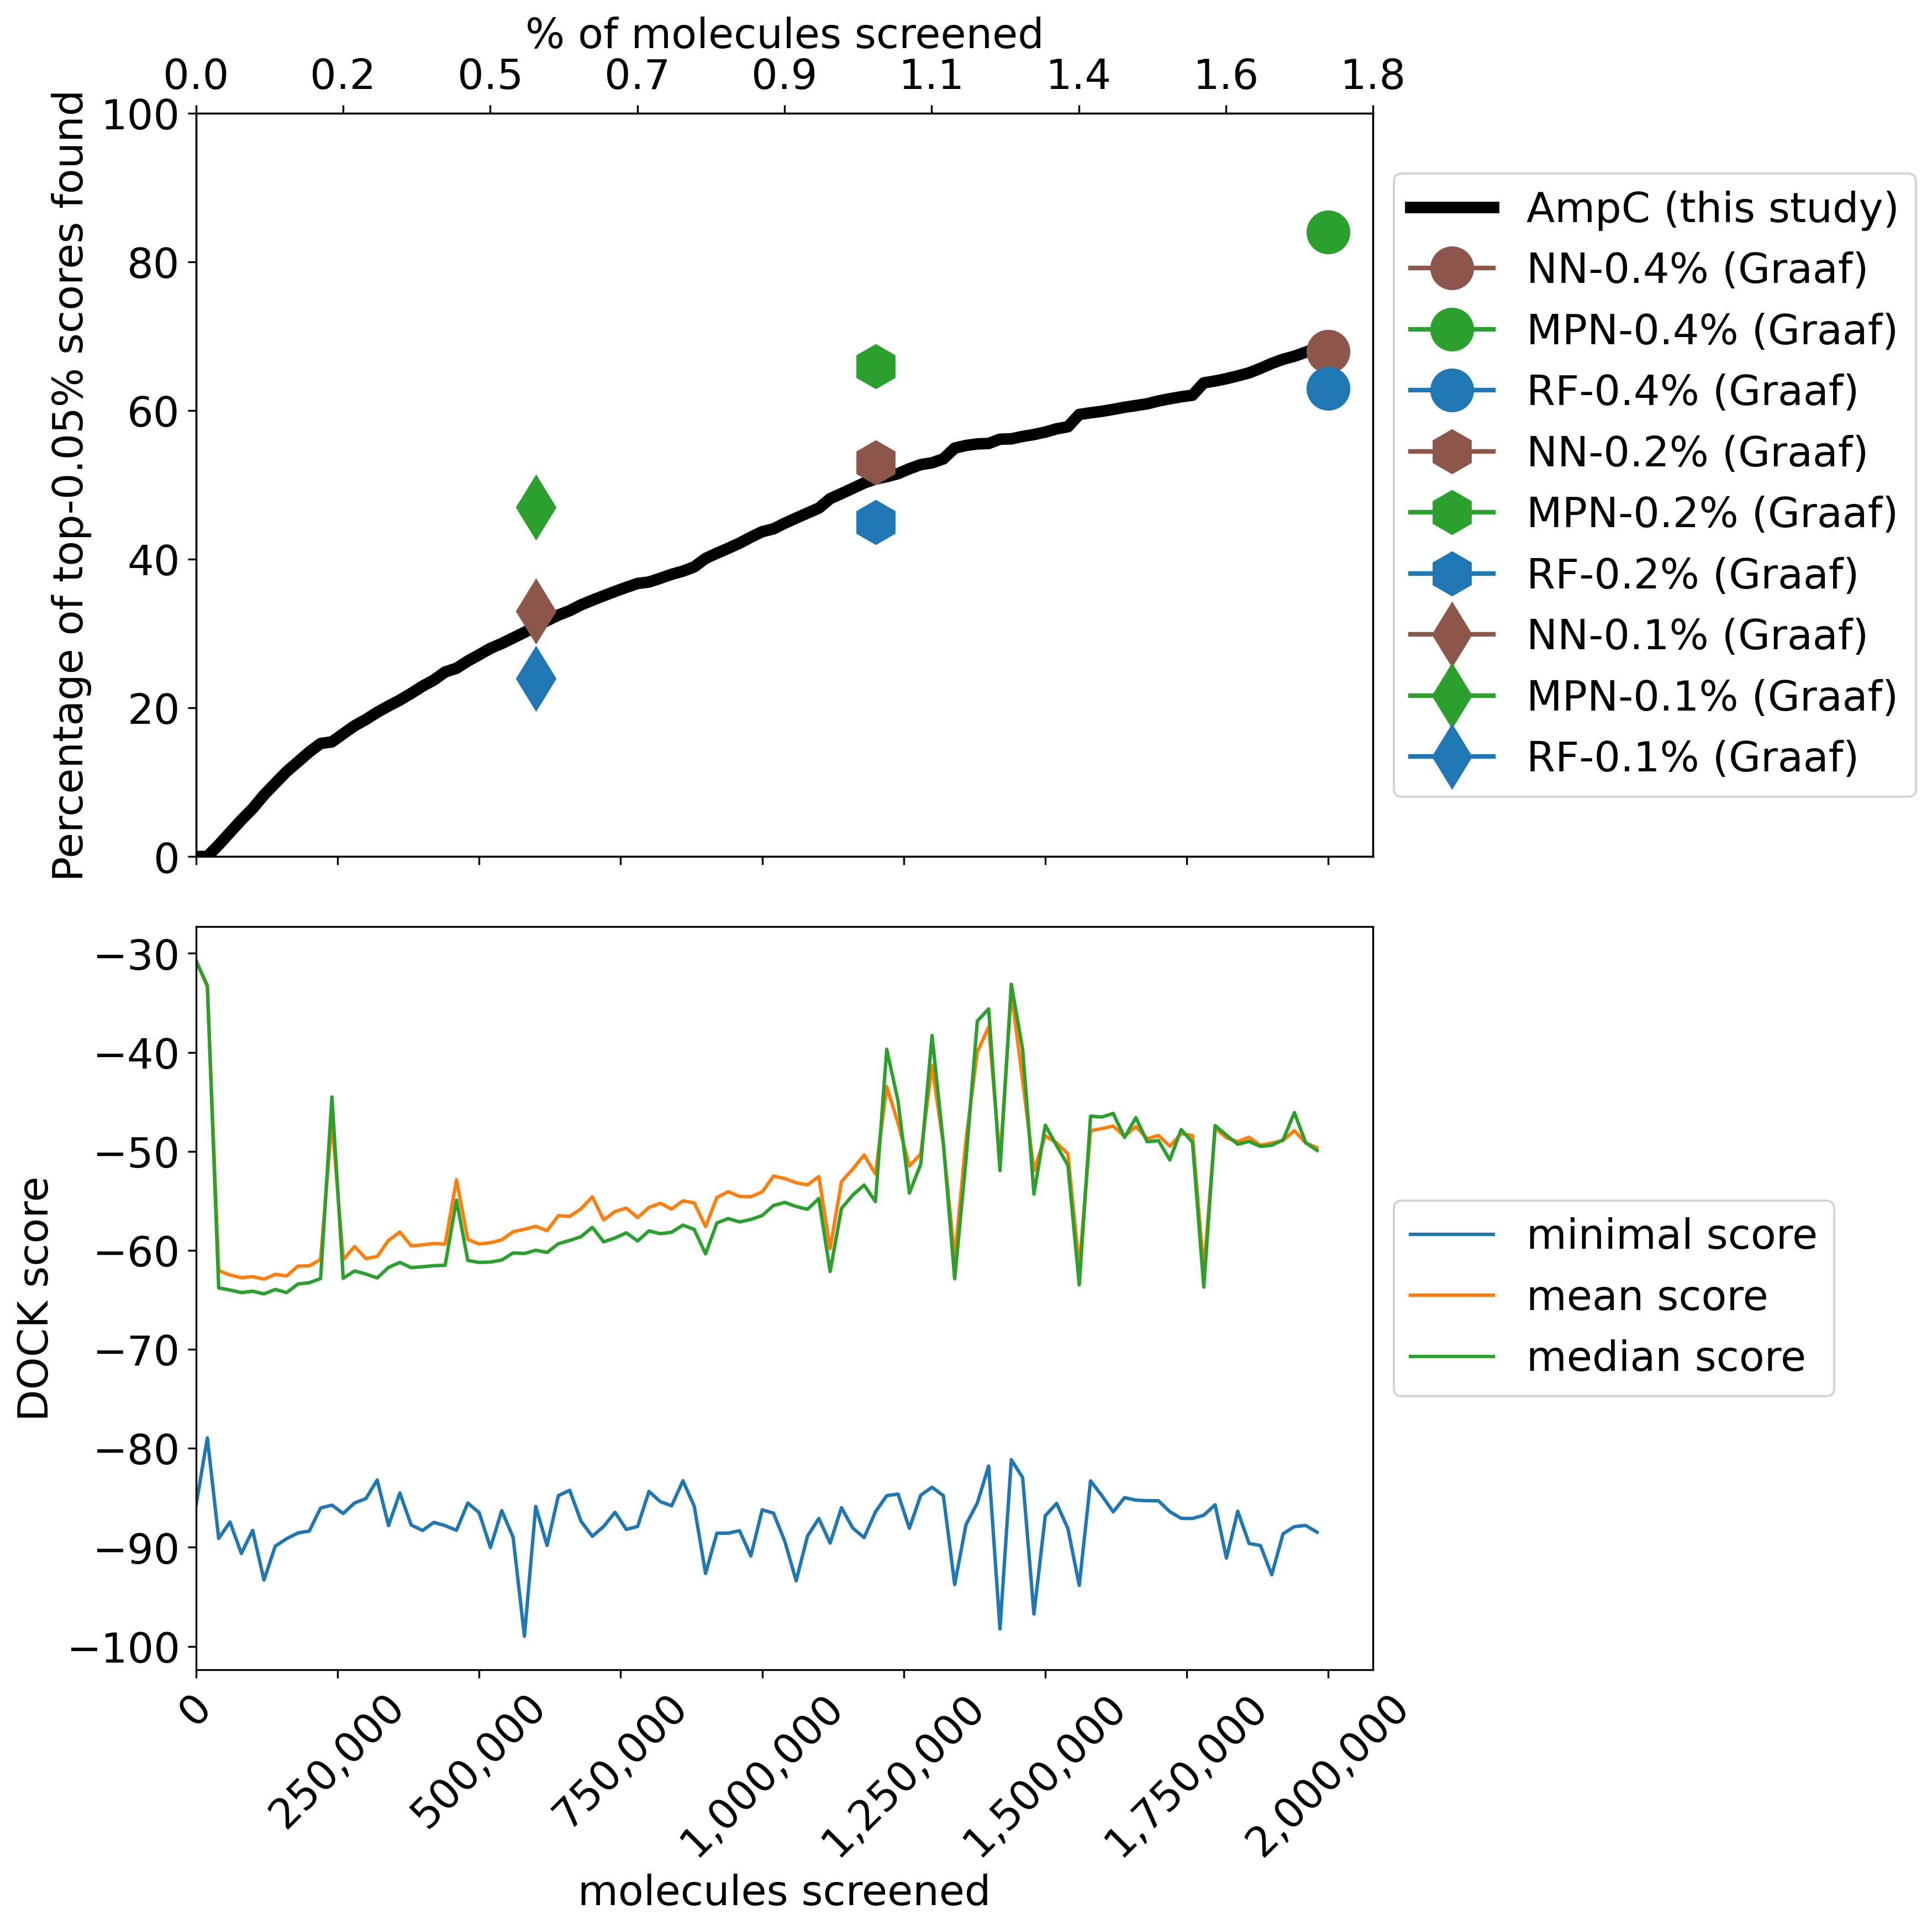 % of molecules screened
0.0 0.2 0.5 0.7 0.9 1.1 1.4 1.6 1.8
Percentage of top-0.05% scores found
100
80
60
40
20
0
AmpC (this study)
NN-0.4% (Graaf)
MPN-0.4% (Graaf)
RF-0.4% (Graaf)
NN-0.2% (Graaf)
MPN-0.2% (Graaf)
RF-0.2% (Graaf)
NN-0.1% (Graaf)
MPN-0.1% (Graaf)
RF-0.1% (Graaf)
DOCK score
−30
−40
−50
−60
−70
−80
−90
−100
minimal score
mean score
median score
0 250,000 500,000 750,000 1,000,000 1,250,000 1,500,000 1,750,000 2,000,000
molecules screened